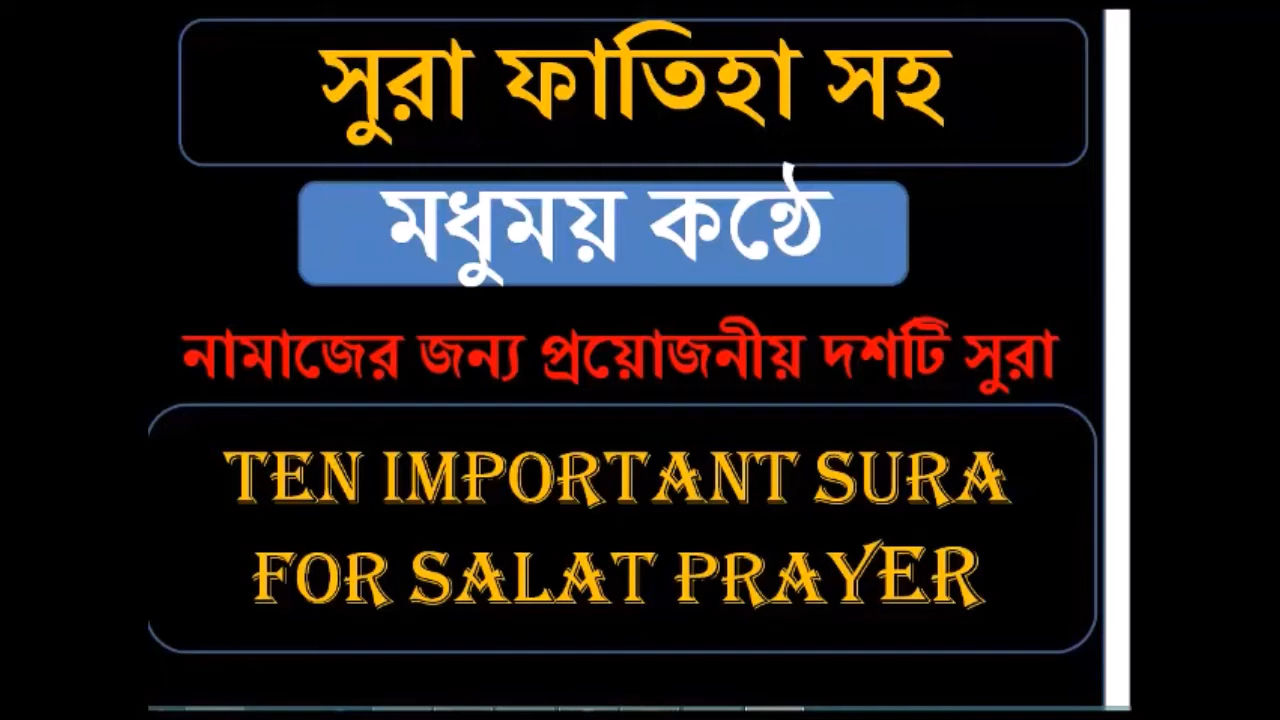 সুরা ফাতিহা সহ
মধুময় কন্ঠে
নামাজের জন্য প্রয়োজনীয় দশটি সুরা
TEN IMPORTANT SURA
FOR SALAT PRAYER